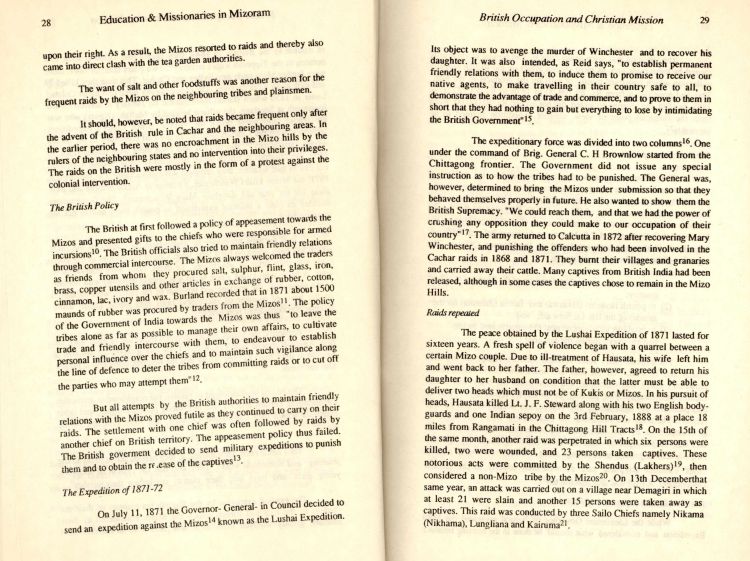 28
Education & Missionaries in Mizoram
upon their right. As a result, the Mizos resorted to raids and thereby also
came into direct clash with the tea garden authorities.
The want of salt and other foodstuffs was another reason for the
frequent raids by the Mizos on the neighbouring tribes and plainsmen.
It should, however, be noted that raids became frequent only after
the advent of the British rule in Cachar and the neighbouring areas. In
the earlier period, there was no encroachment in the Mizo hills by the
rulers of the neighbouring states and no intervention into their privileges.
The raids on the British were mostly in the form of a protest against the
colonial intervention.
The British Policy
The British at first followed a policy of appeasement towards the
Mizos and presented gifts to the chiefs who were responsible for armed
incursions10. The British officials also tried to maintain friendly relations
through commercial intercourse. The Mizos always welcomed the traders
as friends from whom they procured salt, sulphur, flint, glass, iron,
brass, copper utensils and other articles in exchange of rubber, cotton,
cinnamon, lac, ivory and wax. Burland recorded that in 1871 about 1500
maunds of rubber was procured by traders from the Mizos11. The policy
of the Government of India towards the Mizos was thus "to leave the
tribes alone as far as possible to manage their own affairs, to cultivate
trade and friendly intercourse with them, to endeavour to establish
personal influence over the chiefs and to maintain such vigilance along
the line of defence to deter the tribes from committing raids or to cut off
the parties who may attempt them"12.
But all attempts by the British authorities to maintain friendly
relations with the Mizos proved futile as they continued to carry on their
raids. The settlement with one chief was often followed by raids by
another chief on British territory. The appeasement policy thus failed.
The British goverment decided to send military expeditions to punish
them and to obtain the release of the captives13.
The Expedition of 1871-72
On July 11, 1871 the Governor- General- in Council decided to
send an expedition against the Mizos14 known as the Lushai Expedition.
British Occupation and Christian Mission
29
Its object was to avenge the murder of Winchester and to recover his
daughter. It was also intended, as Reid says, "to establish permanent
friendly relations with them, to induce them to promise to receive our
native agents, to make travelling in their country safe to all, to
demonstrate the advantage of trade and commerce, and to prove to them in
short that they had nothing to gain but everything to lose by intimidating
the British Government"15.
The expeditionary force was divided into two columns16. One
under the command of Brig. General C. H Brownlow started from the
Chittagong frontier. The Government did not issue any special
instruction as to how the tribes had to be punished. The General was,
however, determined to bring the Mizos under submission so that they
behaved themselves properly in future. He also wanted to show them the
British Supremacy. "We could reach them, and that we had the power of
crushing any opposition they could make to our occupation of their
country"17. The army returned to Calcutta in 1872 after recovering Mary
Winchester, and punishing the offenders who had been involved in the
Cachar raids in 1868 and 1871. They burnt their villages and granaries
and carried away their cattle. Many captives from British India had been
released, although in some cases the captives chose to remain in the Mizo
Hills.
Raids repeated
The peace obtained by the Lushai Expedition of 1871 lasted for
sixteen years. A fresh spell of violence began with a quarrel between a
certain Mizo couple. Due to ill-treatment of Hausata, his wife left him
and went back to her father. The father, however, agreed to return his
daughter to her husband on condition that the latter must be able to
deliver two heads which must not be of Kukis or Mizos. In his pursuit of
heads, Hausata killed Lt. J. F. Steward along with his two English body-
guards and one Indian sepoy on the 3rd February, 1888 at a place 18
miles from Rangamati in the Chittagong Hill Tracts18. On the 15th of
the same month, another raid was perpetrated in which six persons were
killed, two were wounded, and 23 persons taken captives. These
notorious acts were committed by the Shendus (Lakhers)19, then
considered a non-Mizo tribe by the Mizos20. On 13th Decemberthat
same year, an attack was carried out on a village near Demagiri in which
at least 21 were slain and another 15 persons were taken away as
captives. This raid was conducted by three Sailo Chiefs namely Nikama
(Nikhama), Lungliana and Kairuma21.